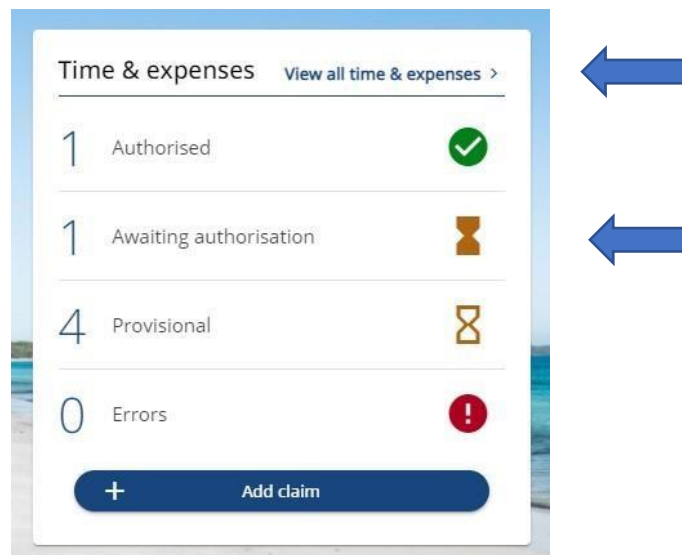 Time & expenses View all time & expenses >
1 Authorised
1 Awaiting authorisation
4 Provisional
0 Errors
+ Add claim